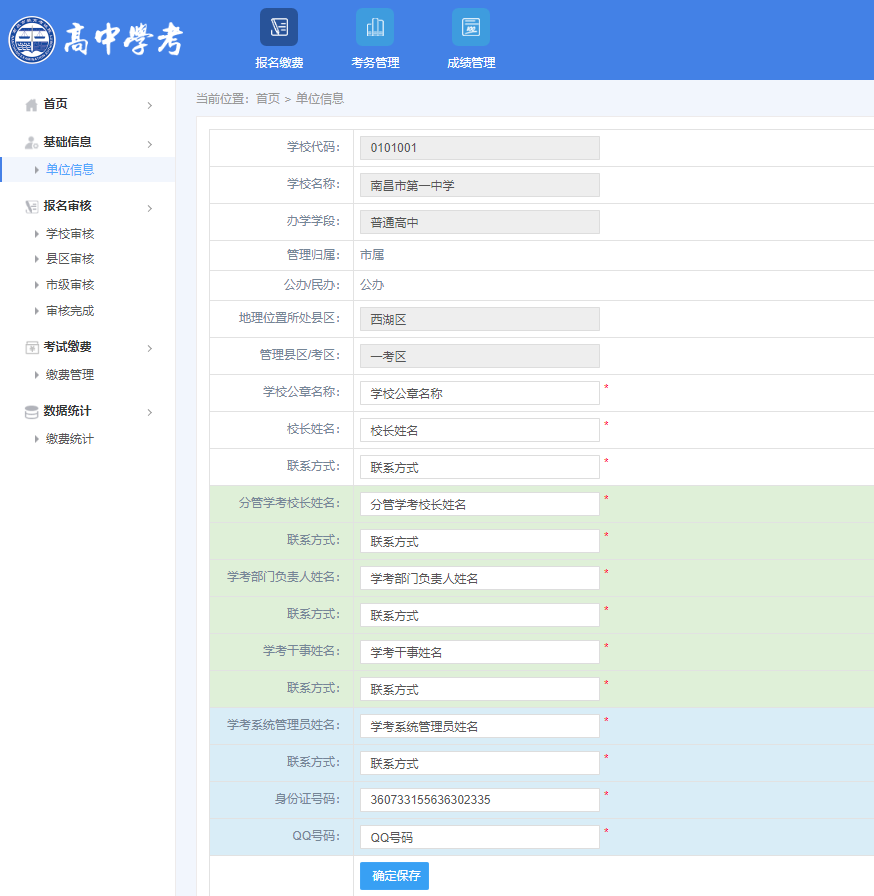 高中學考
报名缴费
考务管理
成绩管理
首页
基础信息
单位信息
报名审核
学校审核
县区审核
市级审核
审核完成
考试缴费
缴费管理
数据统计
缴费统计
当前位置：首页 > 单位信息
学校代码： 0101001
学校名称： 南昌市第一中学
办学学段： 普通高中
管理归属： 市属
公办/民办： 公办
地理位置所处县区： 西湖区
管理县区/考区： 一考区
学校公章名称： 学校公章名称 *
校长姓名： 校长姓名 *
联系方式： 联系方式 *
分管学考校长姓名： 分管学考校长姓名 *
联系方式： 联系方式 *
学考部门负责人姓名： 学考部门负责人姓名 *
联系方式： 联系方式 *
学考干事姓名： 学考干事姓名 *
联系方式： 联系方式 *
学考系统管理员姓名： 学考系统管理员姓名 *
联系方式： 联系方式 *
身份证号码： 360733155636302335 *
QQ号码： QQ号码 *
确定保存